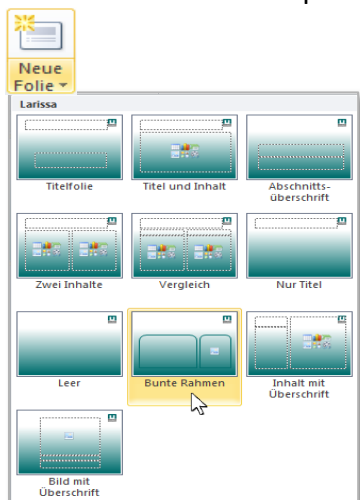 Neue
Folie
Larissa
Titelfolie
Titel und Inhalt
Abschnitts-
überschrift
Zwei Inhalte
Vergleich
Nur Titel
Leer
Bunte Rahmen
Inhalt mit
Überschrift
Bild mit
Überschrift